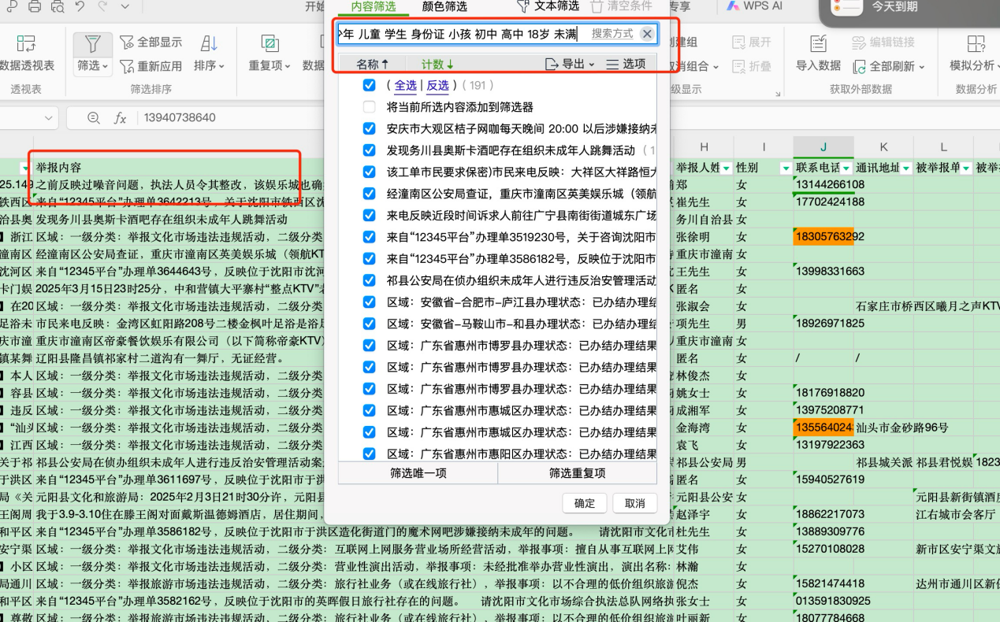 开始
内容筛选 颜色筛选 文本筛选 清空条件
专享 WPS AI
今天到期
数据透视表
透视表
筛选
全部显示
重新应用
排序
筛选排序
重复项
数据
少年 儿童 学生 身份证 小孩 初中 高中 18岁 未满 搜索方式
名称 计数 导出 选项
创建组
取消组合
展开
折叠
级显示
导入数据
编辑链接
全部刷新
获取外部数据
模拟分析
数据分析
fx 13940738640
(全选|反选) (191)
将当前所选内容添加到筛选器
安庆市大观区桔子网咖每天晚间 20:00 以后涉嫌接纳未
发现务川县奥斯卡酒吧存在组织未成年人跳舞活动 (1
该工单市民要求保密)市民来电反映：大祥区大祥路恒大
经潼南区公安局查证，重庆市潼南区英美娱乐城（领航
来电反映近段时间诉求人前往广宁县南街街道城东广场
来自“12345平台”办理单3519230号，关于咨询沈阳市
来自“12345平台”办理单3586182号，反映位于沈阳市
祁县公安局在侦办组织未成年人进行违反治安管理活动
区域：安徽省-合肥市-庐江县办理状态：已办结办理结
区域：安徽省-马鞍山市-和县办理状态：已办结办理结
区域：广东省惠州市博罗县办理状态：已办结办理结果
区域：广东省惠州市博罗县办理状态：已办结办理结果
区域：广东省惠州市博罗县办理状态：已办结办理结果
区域：广东省惠州市惠城区办理状态：已办结办理结果
区域：广东省惠州市惠城区办理状态：已办结办理结果
区域：广东省惠州市惠阳区办理状态：已办结办理结果
筛选唯一项 筛选重复项
确定 取消
H I J K L
举报内容 举报人姓 性别 联系电话 通讯地址 被举报单 被举
25.149 之前反映过噪音问题，执法人员令其整改，该娱乐城也确 郑 女 13144266108
铁西区 来自“12345平台”办理单3642213号，关于沈阳市铁西区沈 崔先生 女 17702424188
治县奥 发现务川县奥斯卡酒吧存在组织未成年人跳舞活动 务川自治县 女
浙江 区域：一级分类：举报文化市场违法违规活动，二级分类 张徐明 女 18305763292
潼南区 经潼南区公安局查证，重庆市潼南区英美娱乐城（领航KT 重庆市潼南 女
沈河区 来自“12345平台”办理单3644643号，反映位于沈阳市沈河 王先生 女 13998331663
卡门娱 2025年3月15日23时25分，中和营镇大平寨村“整点KTV” 匿名 女
在20 区域：一级分类：举报文化市场违法违规活动，二级分类 张淑会 女 石家庄市桥西区曦月之声KTV
足浴未 市民来电反映：金湾区虹阳路208号二楼金枫叶足浴是浴 项先生 男 18926971825
庆市潼 重庆市潼南区帝豪餐饮娱乐有限公司（以下简称帝豪KTV） 重庆市潼南 女
镇某舞 辽阳县隆昌镇祁家村二道沟有一舞厅，无证经营。 匿名 女 / /
本人 区域：一级分类：举报文化市场违法违规活动，二级分类 林俊杰 女
容县 区域：一级分类：举报文化市场违法违规活动，二级分类 姚女士 女 18176918820
违反 区域：一级分类：举报文化市场违法违规活动，二级分类 成湘军 女 13975208771
“汕头 区域：一级分类：举报文化市场违法违规活动，二级分类 金海湾 女 135564024 汕头市金砂路96号
江西 区域：一级分类：举报文化市场违法违规活动，二级分类 袁飞 女 13197922363
关于祁 祁县公安局在侦办组织未成年人进行违反治安管理活动案 祁县公安局 男 祁县城关派 祁县君悦娱 1823
于洪区 来自“12345平台”办理单3611697号，反映位于沈阳市于洪 匿名 女 15940527619
局《关 元阳县文化和旅游局：2025年2月3日21时30分许，元阳县 元阳县公安 女 元阳县新街镇酒
王阁周 我于3.9-3.10住在滕王阁对面戴斯温德姆酒店，居住期间， 赵泽宇 女 18862217073 江右城市会客厅
和平区 来自“12345平台”办理单3586182号，反映位于于洪区造化街道门的魔术网吧涉嫌接纳未成年的问题。 请沈阳市文化市 杜先生 女 13889309776
安宁渠 区域：一级分类：举报文化市场违法违规活动，二级分类：互联网上网服务营业场所经营活动，举报事项：擅自从事互联网上网 艾伟 女 15270108028 新市区安宁渠文旅
小区 区域：一级分类：举报文化市场违法违规活动，二级分类：营业性演出活动，举报事项：未经批准举办营业性演出，演出名称： 林瀚 女
局通川 区域：一级分类：举报旅游市场违法违规活动，二级分类：旅行社业务（或在线旅行社），举报事项：以不合理的低价组织旅游 倪杰 女 15821474418 达州市通川区新
和平区 来自“12345平台”办理单3582162号，反映位于沈阳市的英晖假日旅行社存在的问题。 请沈阳市文化市场综合执法总队网络执 张女士 女 013591830925
尊敬 区域：一级分类：举报旅游市场违法违规活动，二级分类：旅行社业务（或在线旅行社），举报事项：以不合理的低价组织旅游 叶丽新 女 18077784668